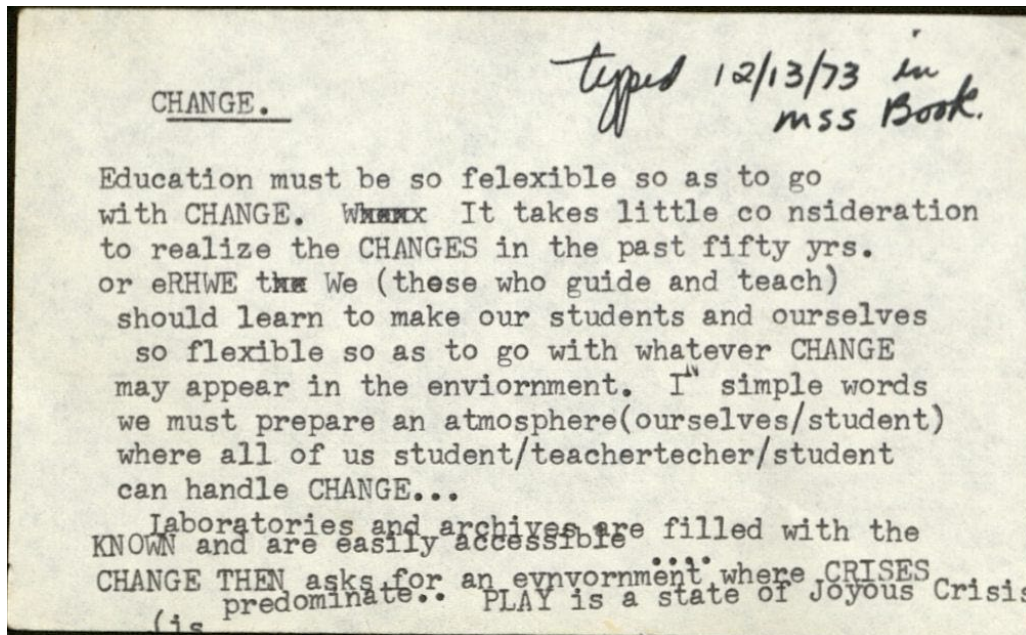 typed 12/13/73 in
mss Book.
CHANGE.
Education must be so felexible so as to go
with CHANGE. Wxxxx It takes little co nsideration
to realize the CHANGES in the past fifty yrs.
or eRHWE txx We (these who guide and teach)
should learn to make our students and ourselves
so flexible so as to go with whatever CHANGE
may appear in the enviornment. In simple words
we must prepare an atmosphere(ourselves/student)
where all of us student/teachertecher/student
can handle CHANGE...
Laboratories and archives are filled with the
KNOWN and are easily accessible ....
CHANGE THEN asks for an evnvornment where CRISES
predominate.. PLAY is a state of Joyous Crisis
(is